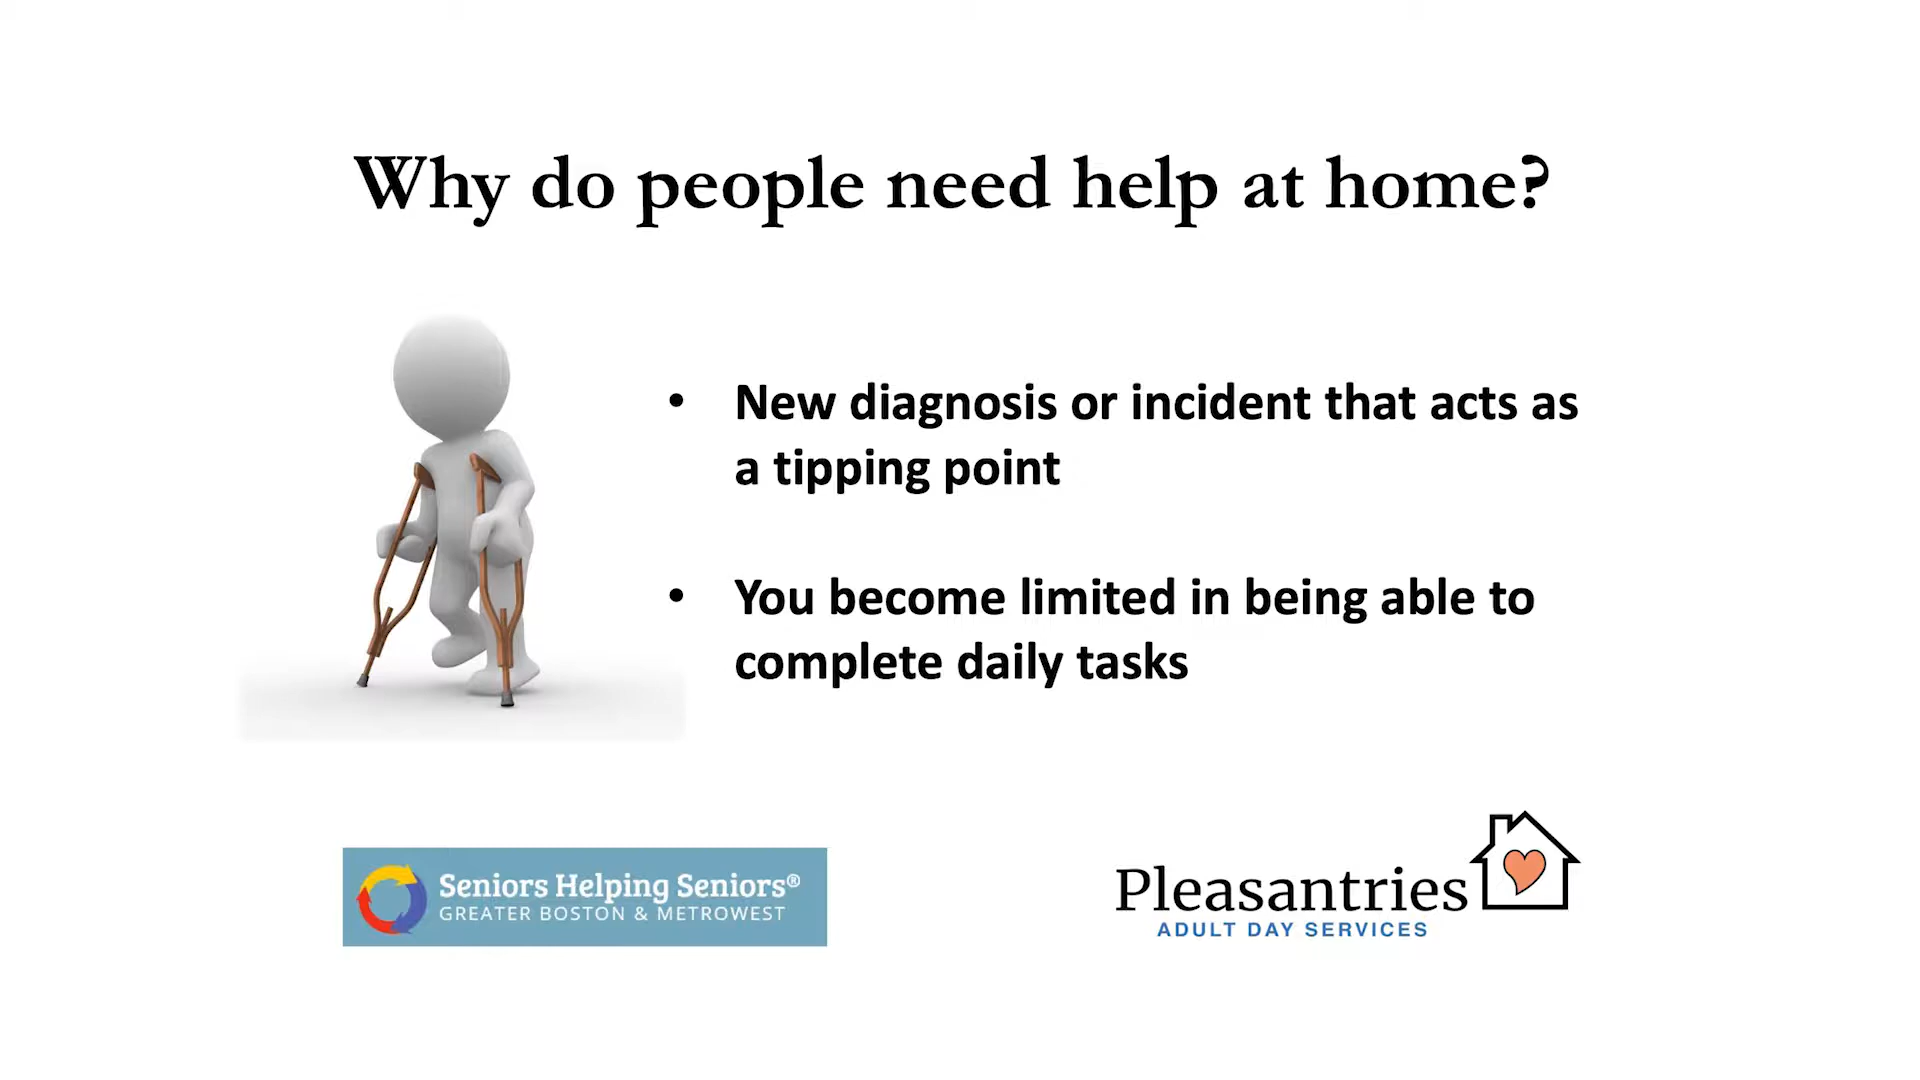 Why do people need help at home?
• New diagnosis or incident that acts as
a tipping point
• You become limited in being able to
complete daily tasks
Seniors Helping Seniors®
GREATER BOSTON & METROWEST
Pleasantries
ADULT DAY SERVICES